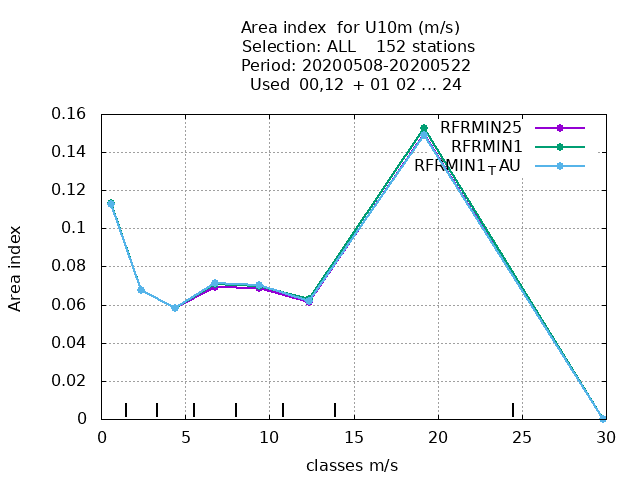 Area index  for U10m (m/s)
Selection: ALL    152 stations
Period: 20200508-20200522
Used  00,12  + 01 02 ... 24
RFRMIN25
RFRMIN1
RFRMIN1TAU
0.16
0.14
0.12
0.1
0.08
0.06
0.04
0.02
0
Area index
0 5 10 15 20 25 30
classes m/s